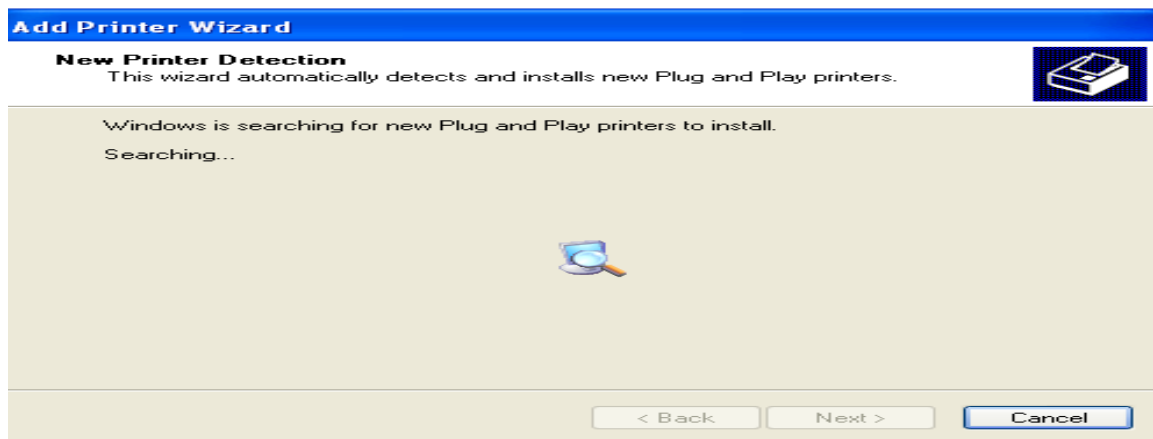 Add Printer Wizard
New Printer Detection
This wizard automatically detects and installs new Plug and Play printers.
Windows is searching for new Plug and Play printers to install.
Searching...
< Back Next > Cancel